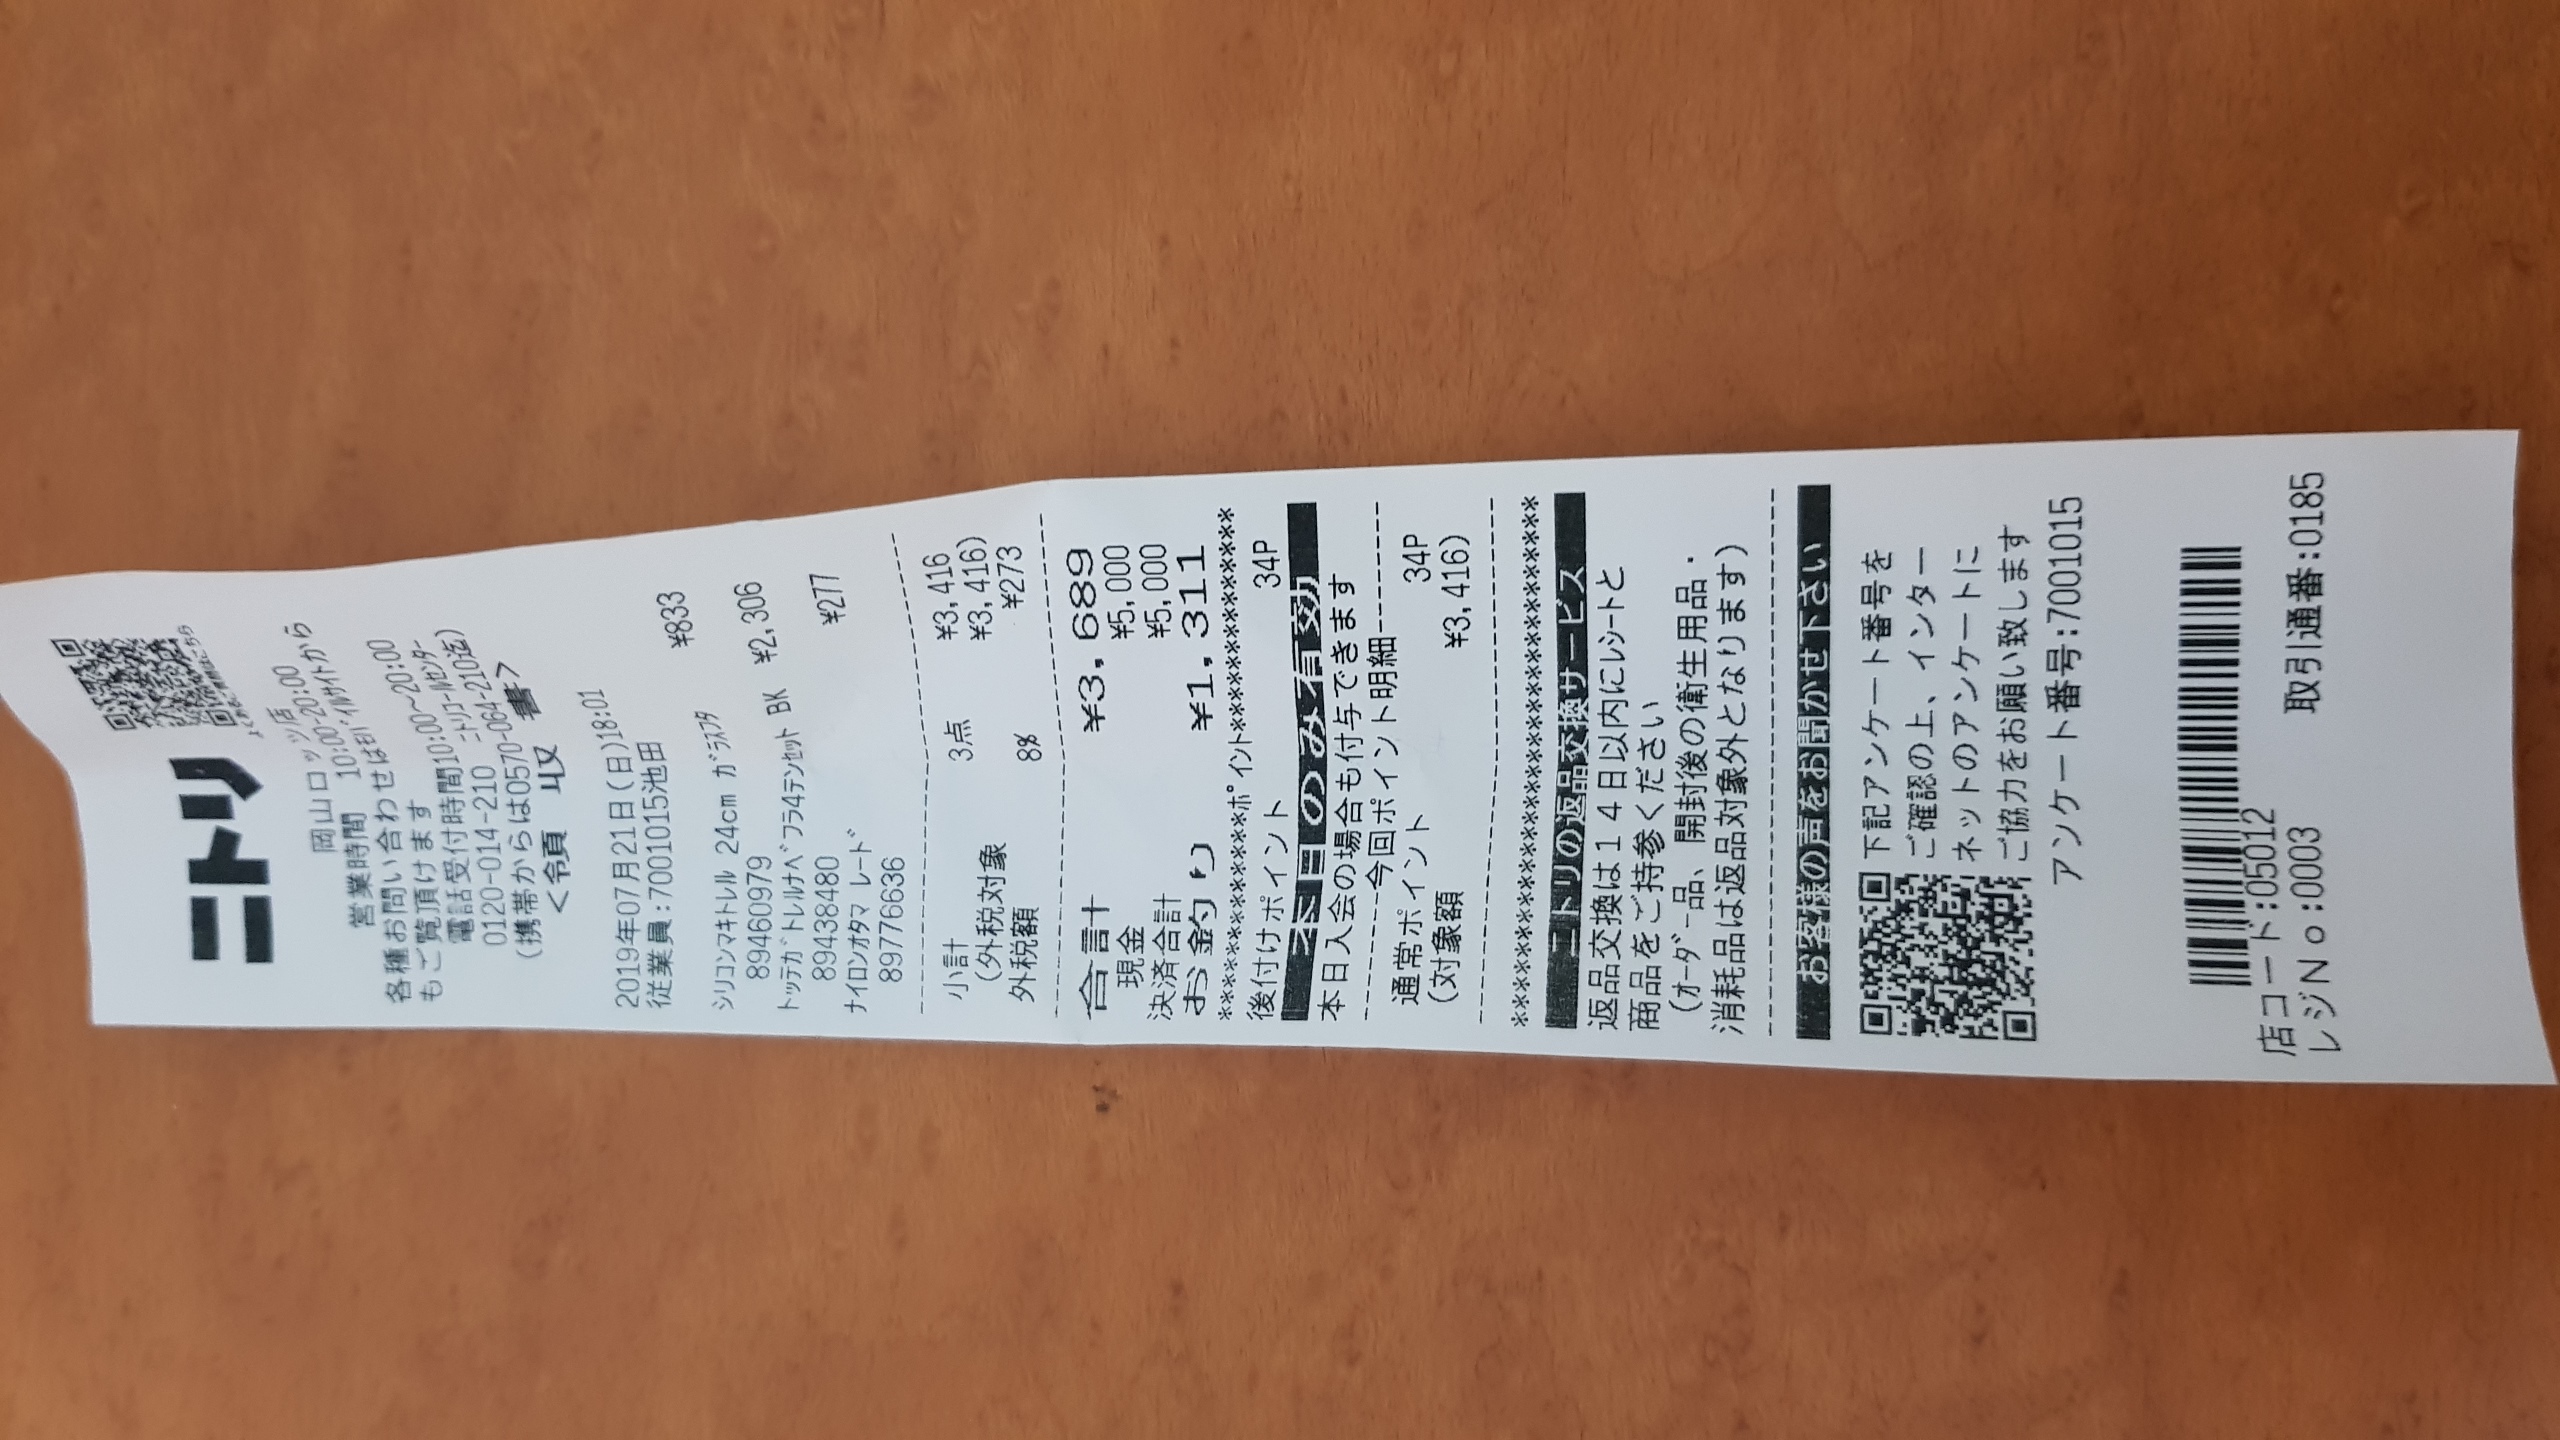 ニトリ
よくあるご質問はこちら
岡山ロッツ店
営業時間 10:00-20:00
各種お問い合わせはﾓﾊﾞｲﾙｻｲﾄから
もご覧頂けます
電話受付時間10:00～20:00
0120-014-210 ﾆﾄﾘｺｰﾙｾﾝﾀｰ
(携帯からは0570-064-210迄)
<領 収 書>
2019年07月21日(日)18:01
従業員:7001015池田
¥833
ｼﾘｺﾝﾏｷﾄﾚﾙ 24cm ｶﾞﾗｽﾌﾀ
89460979
ﾄｯﾃｶﾞﾄﾚﾙﾅﾍﾞﾌﾗ4ﾃﾝｾｯﾄ BK ¥2,306
89438480
¥277
ﾅｲﾛﾝｵﾀﾏ ﾚｰﾄﾞ
89776636
--------------------------------
小計 3点 ¥3,416
(外税対象 ¥3,416)
外税額 8% ¥273
--------------------------------
合計 ¥3,689
現金 ¥5,000
決済合計 ¥5,000
お釣り ¥1,311
*************ﾎﾟｲﾝﾄ**************
後付けポイント 34P
本日のみ有効
本日入会の場合も付与できます
--------今回ポイント明細--------
通常ポイント 34P
(対象額 ¥3,416)
--------------------------------
********************************
ニトリの返品交換サービス
返品交換は１４日以内にﾚｼｰﾄと
商品をご持参ください
(ｵｰﾀﾞｰ品、開封後の衛生用品・
消耗品は返品対象外となります)
--------------------------------
お客様の声をお聞かせ下さい
下記アンケート番号を
ご確認の上、インター
ネットのアンケートに
ご協力をお願い致します
アンケート番号:7001015
店コード:05012
レジＮｏ:0003 取引通番:0185